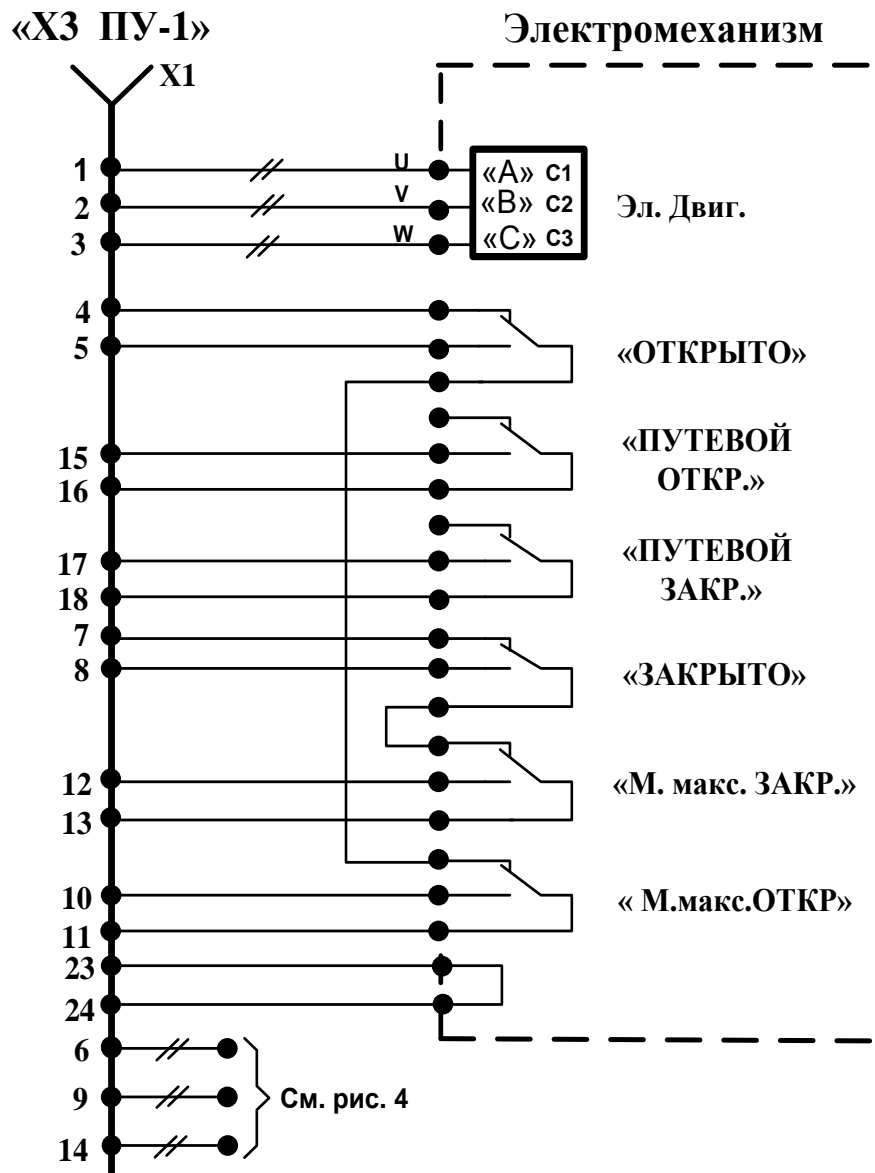 «X3 ПУ-1»
Электромеханизм
X1
1
U
«A» C1
2
V
«B» C2
Эл. Двиг.
3
W
«C» C3
4
5
«ОТКРЫТО»
15
«ПУТЕВОЙ
ОТКР.»
16
17
«ПУТЕВОЙ
ЗАКР.»
18
7
8
«ЗАКРЫТО»
12
«М. макс. ЗАКР.»
13
10
« М.макс.ОТКР»
11
23
24
6
9
См. рис. 4
14